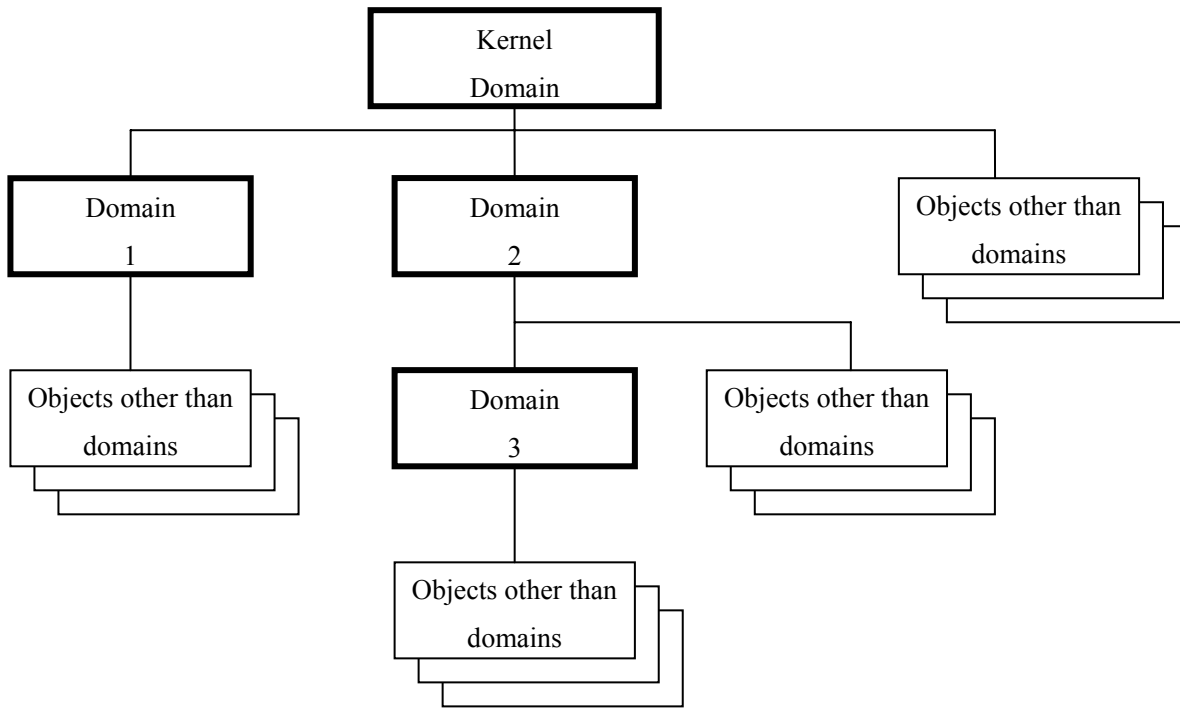 Kernel
Domain
Domain
1
Domain
2
Objects other than
domains
Objects other than
domains
Domain
3
Objects other than
domains
Objects other than
domains